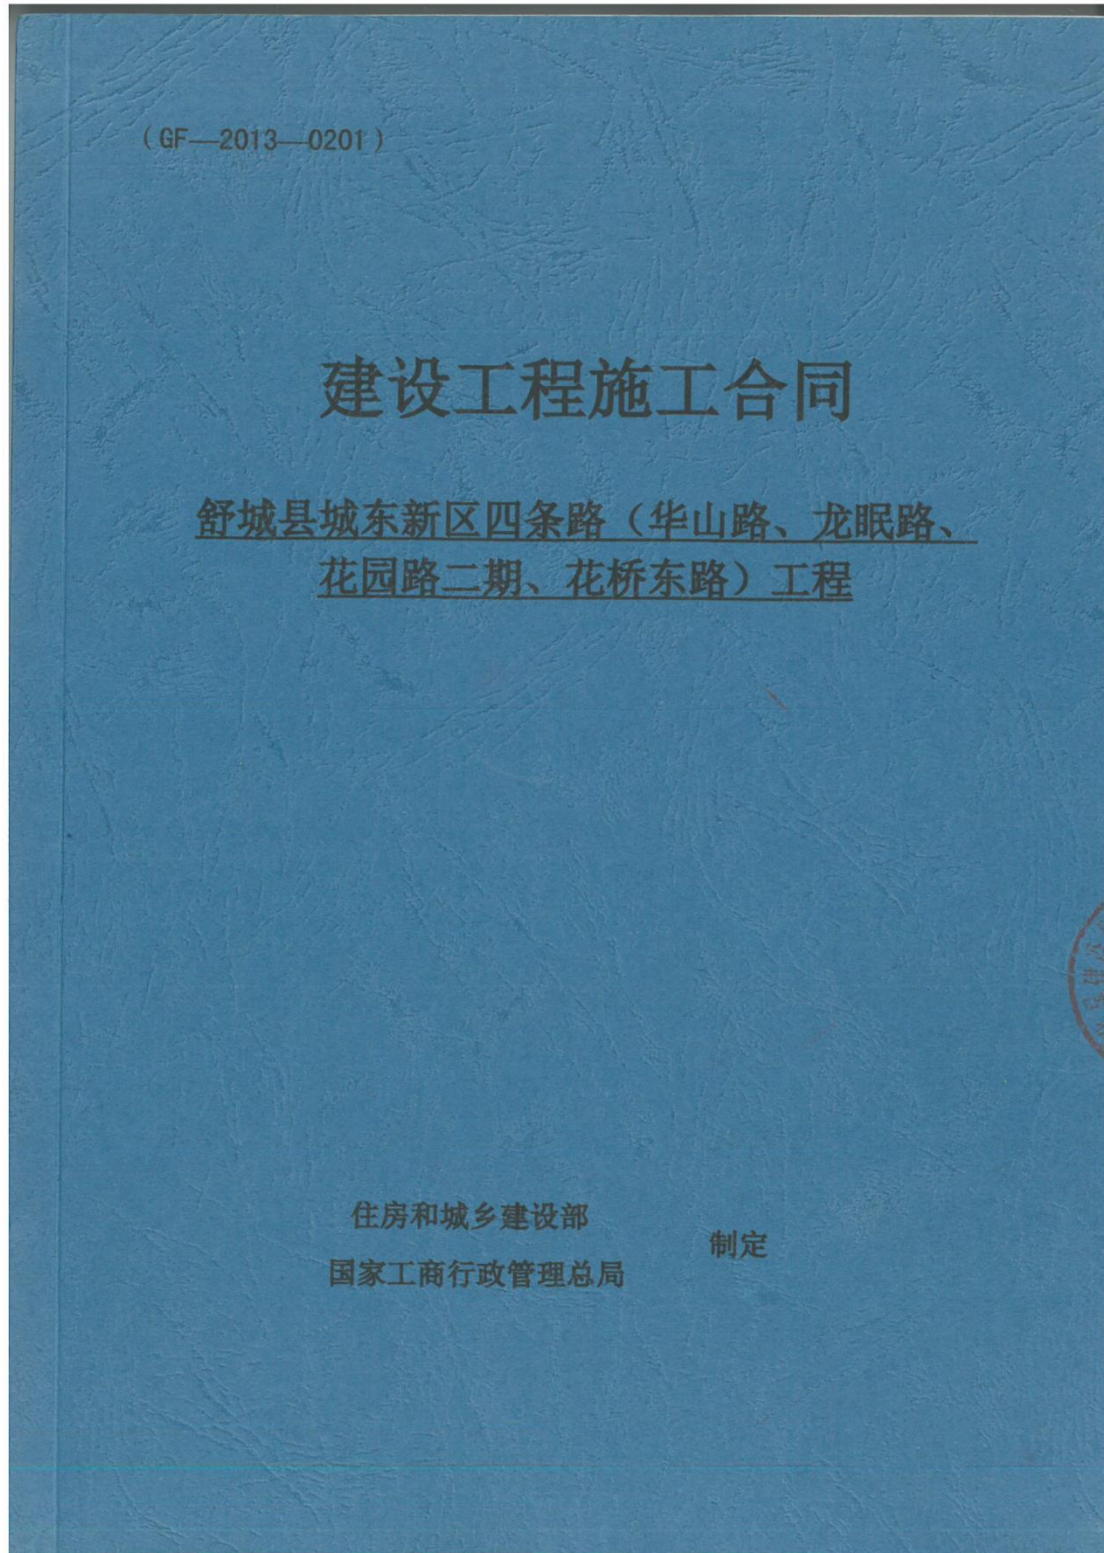 （GF—2013—0201）
建设工程施工合同
舒城县城东新区四条路（华山路、龙眠路、
花园路二期、花桥东路）工程
住房和城乡建设部
制定
国家工商行政管理总局